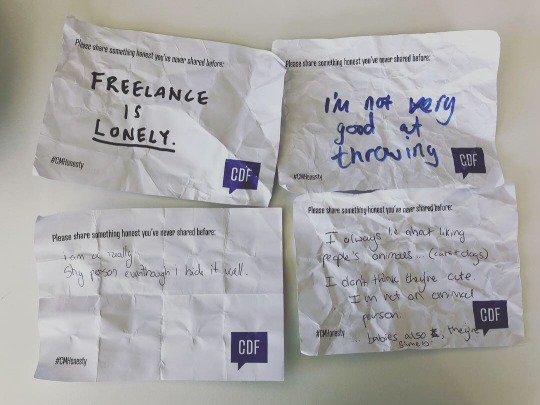 Please share something honest you've never shared before:
FREELANCE
IS
LONELY.
#CMHonesty
CDF
Please share something honest you've never shared before:
I'm not very
good at
throwing
#CMHonesty
CDF
Please share something honest you've never shared before:
I am a really
Shy person eventhough I hide it well.
#CMHonesty
CDF
Please share something honest you've never shared before:
I always lie about liking
people's animals... (cats+dogs)
I don't think they're cute.
I'm not an animal
person.
... babies also, they're
#CMHonesty
CDF